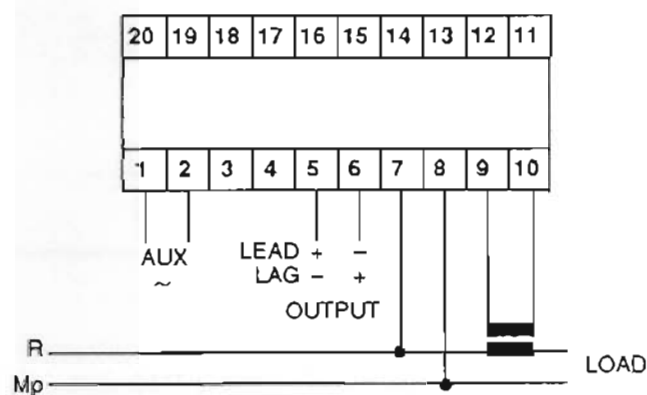 20 19 18 17 16 15 14 13 12 11
1 2 3 4 5 6 7 8 9 10
AUX
~
LEAD + −
LAG − +
OUTPUT
R
LOAD
Mp